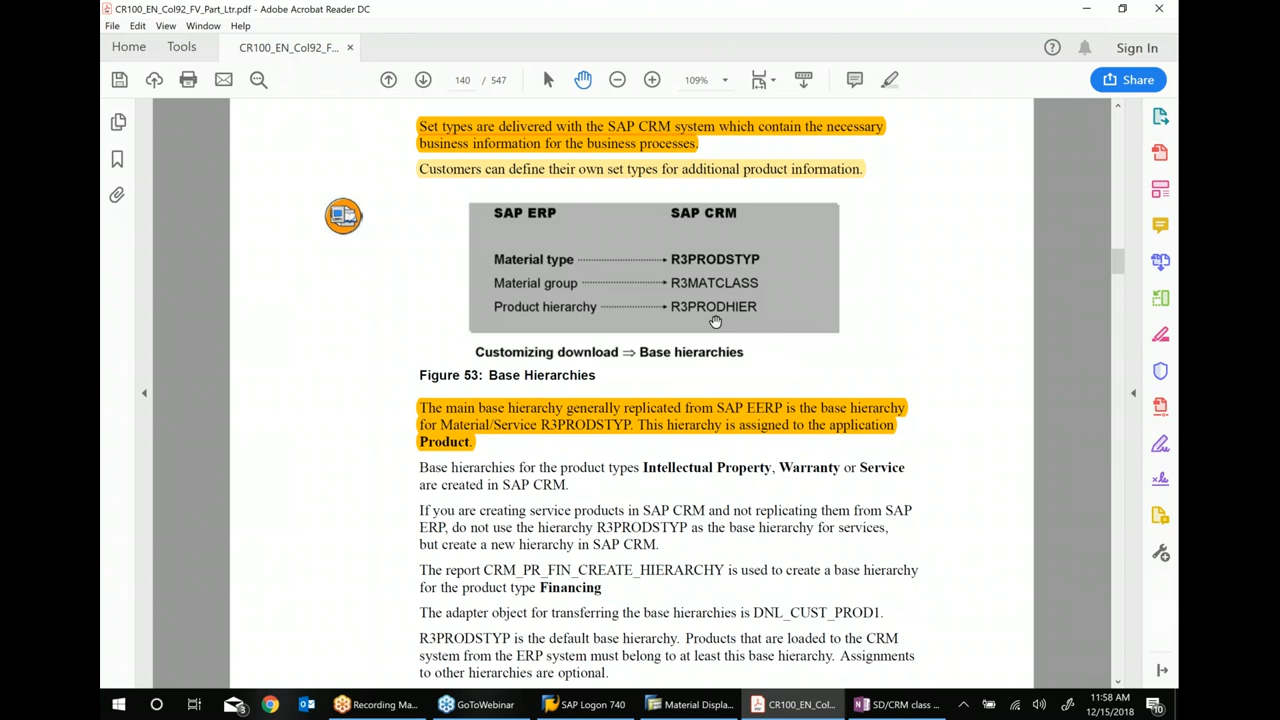 CR100_EN_Col92_FV_Part_Ltr.pdf - Adobe Acrobat Reader DC
File Edit View Window Help
Home Tools CR100_EN_Col92_F... × Sign In
140 / 547 109% Share
Set types are delivered with the SAP CRM system which contain the necessary
business information for the business processes.
Customers can define their own set types for additional product information.
SAP ERP SAP CRM
Material type R3PRODSTYP
Material group R3MATCLASS
Product hierarchy R3PRODHIER
Customizing download ⇒ Base hierarchies
Figure 53: Base Hierarchies
The main base hierarchy generally replicated from SAP EERP is the base hierarchy
for Material/Service R3PRODSTYP. This hierarchy is assigned to the application
Product.
Base hierarchies for the product types Intellectual Property, Warranty or Service
are created in SAP CRM.
If you are creating service products in SAP CRM and not replicating them from SAP
ERP, do not use the hierarchy R3PRODSTYP as the base hierarchy for services,
but create a new hierarchy in SAP CRM.
The report CRM_PR_FIN_CREATE_HIERARCHY is used to create a base hierarchy
for the product type Financing
The adapter object for transferring the base hierarchies is DNL_CUST_PROD1.
R3PRODSTYP is the default base hierarchy. Products that are loaded to the CRM
system from the ERP system must belong to at least this base hierarchy. Assignments
to other hierarchies are optional.
Recording Ma... GoToWebinar SAP Logon 740 Material Displa... CR100_EN_Col... SD/CRM class ... 11:58 AM
12/15/2018